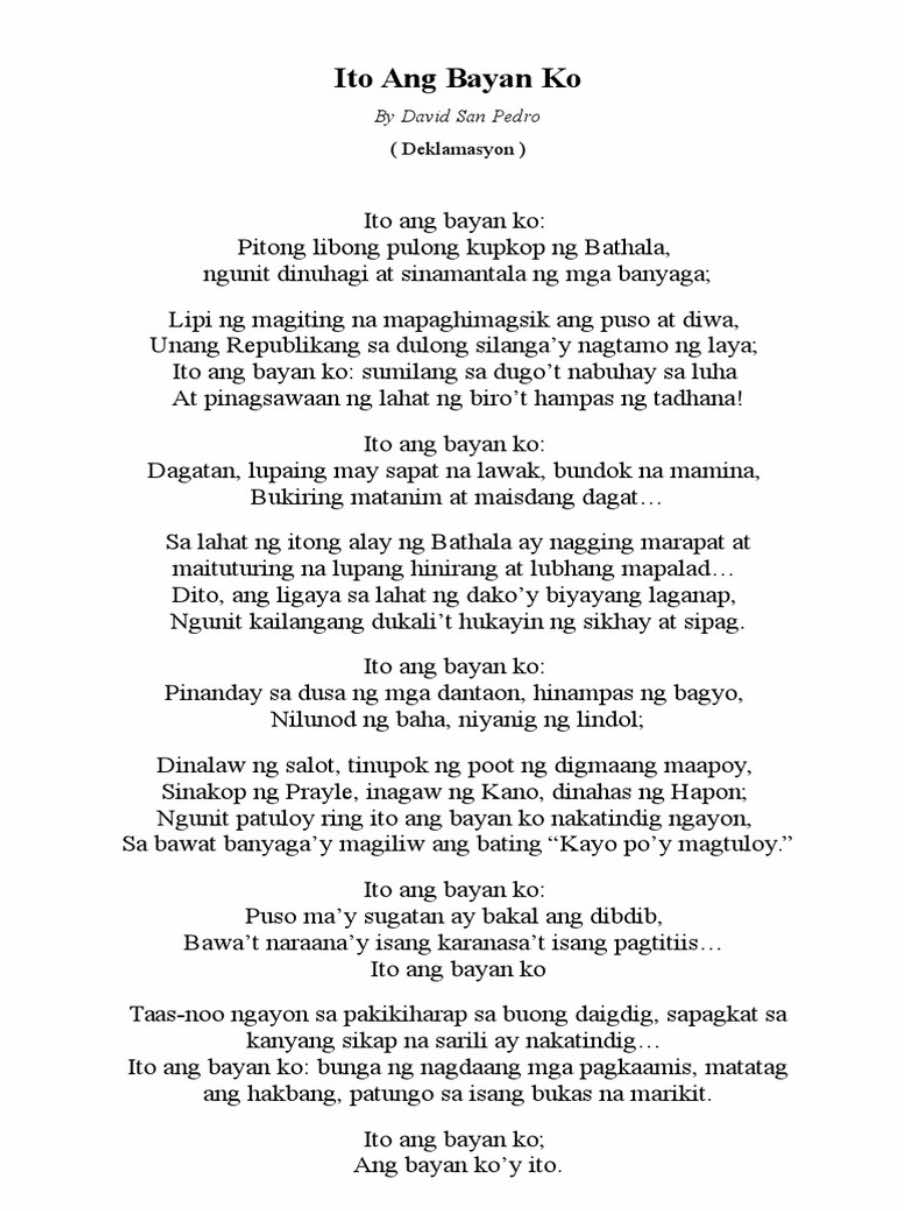 Ito Ang Bayan Ko
By David San Pedro
( Deklamasyon )
Ito ang bayan ko:
Pitong libong pulong kupkop ng Bathala,
ngunit dinuhagi at sinamantala ng mga banyaga;
Lipi ng magiting na mapaghimagsik ang puso at diwa,
Unang Republikang sa dulong silanga’y nagtamo ng laya;
Ito ang bayan ko: sumilang sa dugo’t nabuhay sa luha
At pinagsawaan ng lahat ng biro’t hampas ng tadhana!
Ito ang bayan ko:
Dagatan, lupaing may sapat na lawak, bundok na mamina,
Bukiring matanim at maisdang dagat…
Sa lahat ng itong alay ng Bathala ay nagging marapat at
maituturing na lupang hinirang at lubhang mapalad…
Dito, ang ligaya sa lahat ng dako’y biyayang laganap,
Ngunit kailangang dukali’t hukayin ng sikhay at sipag.
Ito ang bayan ko:
Pinanday sa dusa ng mga dantaon, hinampas ng bagyo,
Nilunod ng baha, niyanig ng lindol;
Dinalaw ng salot, tinupok ng poot ng digmaang maapoy,
Sinakop ng Prayle, inagaw ng Kano, dinahas ng Hapon;
Ngunit patuloy ring ito ang bayan ko nakatindig ngayon,
Sa bawat banyaga’y magiliw ang bating “Kayo po’y magtuloy.”
Ito ang bayan ko:
Puso ma’y sugatan ay bakal ang dibdib,
Bawa’t naraana’y isang karanasa’t isang pagtitiis…
Ito ang bayan ko
Taas-noo ngayon sa pakikiharap sa buong daigdig, sapagkat sa
kanyang sikap na sarili ay nakatindig…
Ito ang bayan ko: bunga ng nagdaang mga pagkaamis, matatag
ang hakbang, patungo sa isang bukas na marikit.
Ito ang bayan ko;
Ang bayan ko’y ito.